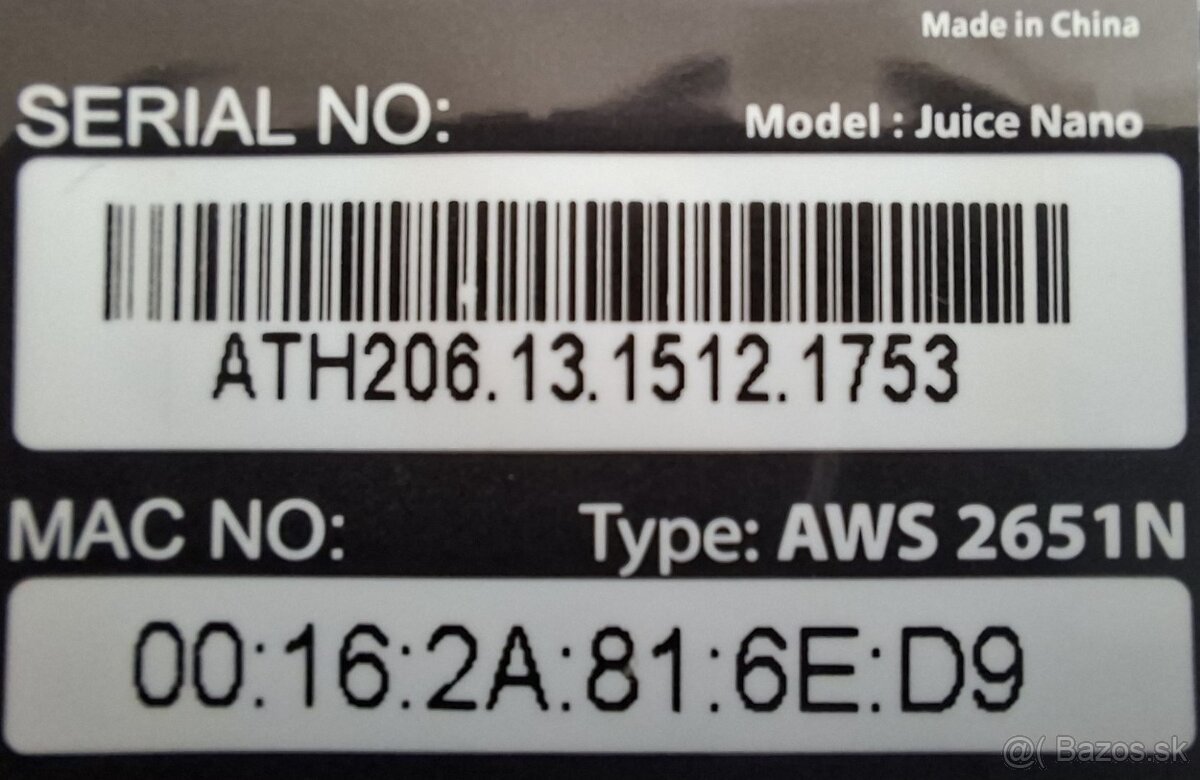 Made in China
SERIAL NO:
Model : Juice Nano
ATH206.13.1512.1753
MAC NO:
Type: AWS 2651N
00:16:2A:81:6E:D9
@( Bazos.sk